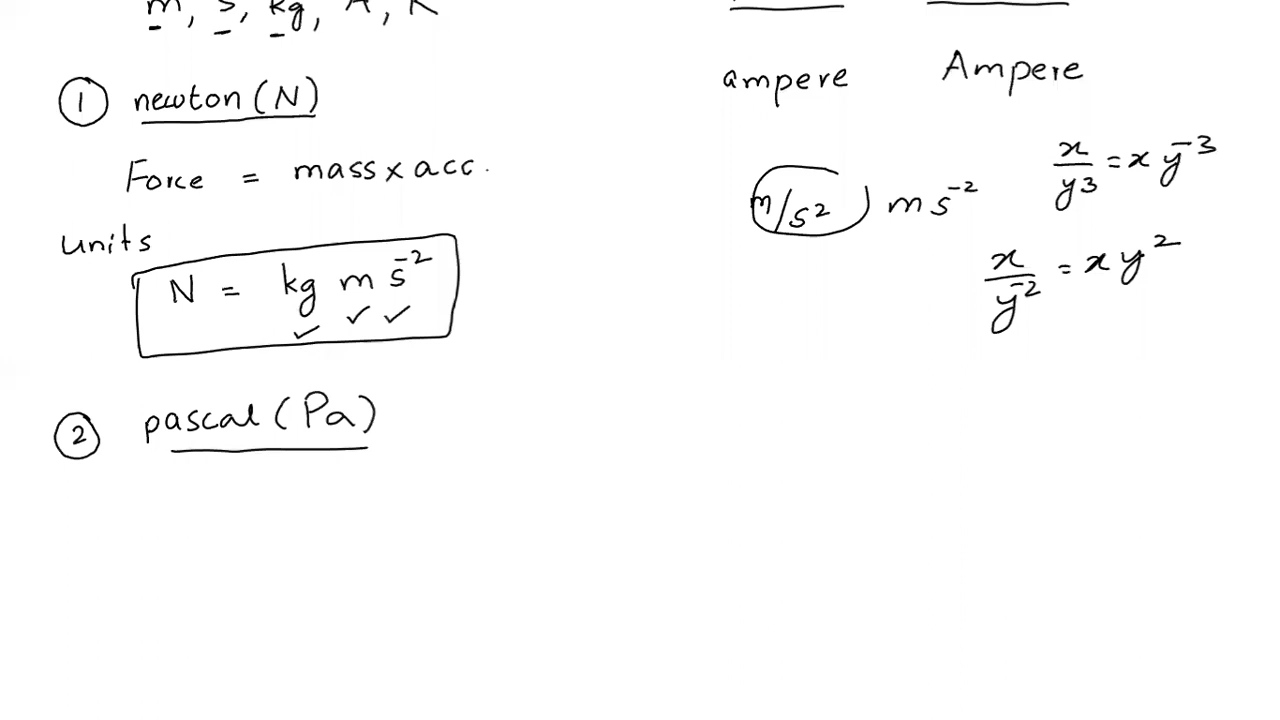 m, s, kg, A, K
① newton (N)
Force = mass x acc.
units
N = kg m s⁻²
② pascal (Pa)
ampere Ampere
m/s² m s⁻²
x/y³ = x y⁻³
x/y⁻² = x y²